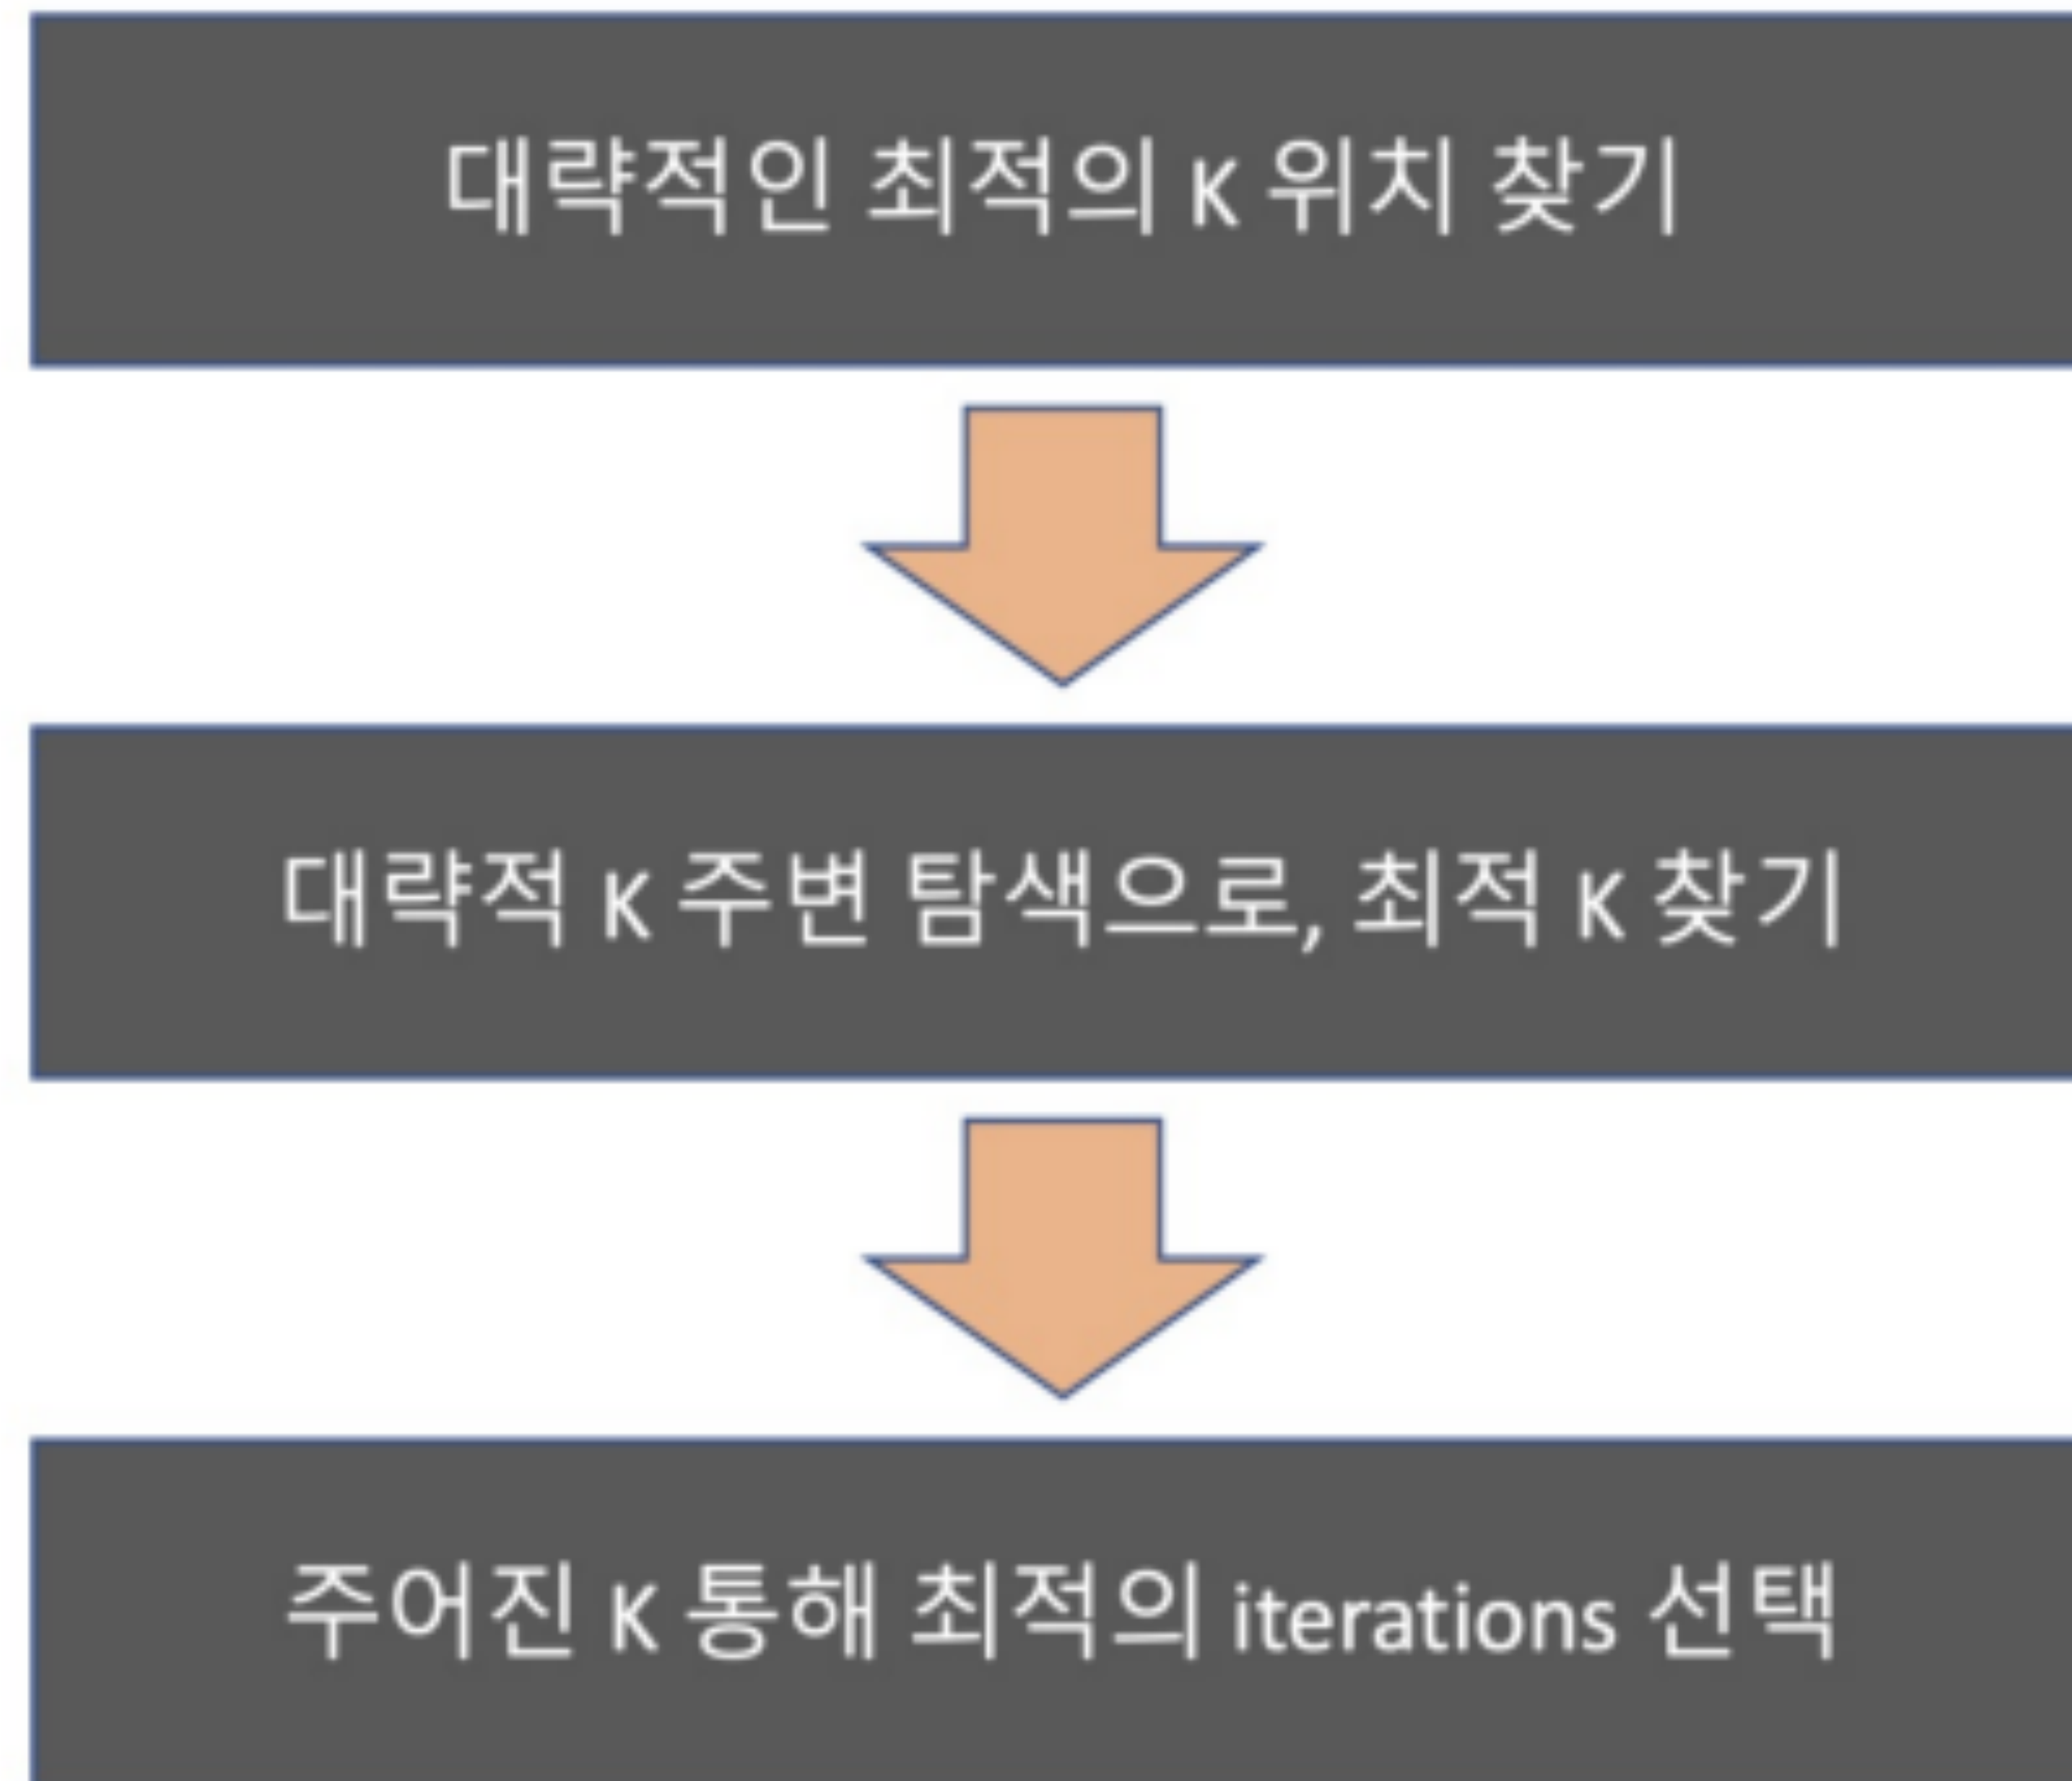 대략적인 최적의 K 위치 찾기
대략적 K 주변 탐색으로, 최적 K 찾기
주어진 K 통해 최적의 iterations 선택